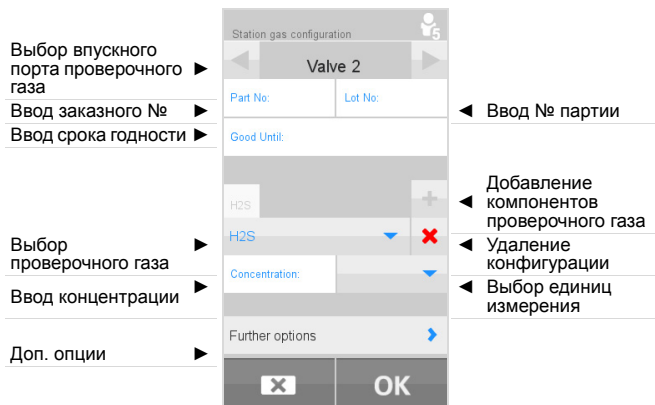 Выбор впускного
порта проверочного
газа
Ввод заказного №
Ввод срока годности
Выбор
проверочного газа
Ввод концентрации
Доп. опции
Station gas configuration
5
Valve 2
Part No:
Lot No:
Good Until:
H2S
+
H2S
Concentration:
Further options
OK
Ввод № партии
Добавление
компонентов
проверочного газа
Удаление
конфигурации
Выбор единиц
измерения